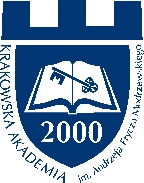 KRAKOWSKA AKADEMIA
im. Andrzeja Frycza Modrzewskiego
2000